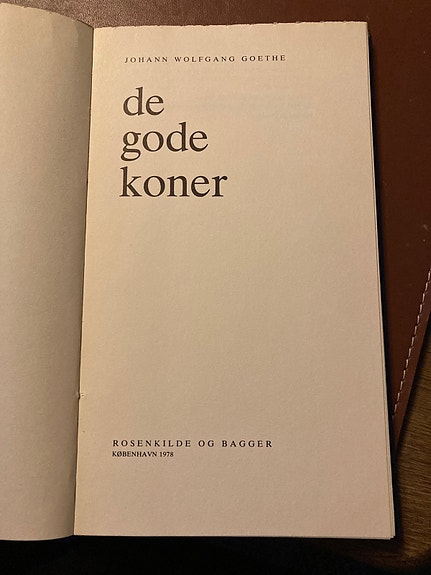 JOHANN WOLFGANG GOETHE
de
gode
koner
ROSENKILDE OG BAGGER
KØBENHAVN 1978